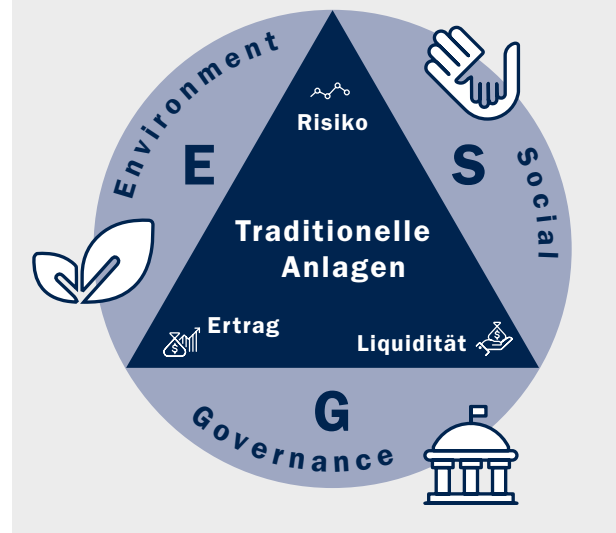 Environment
E
Risiko
S
Social
Traditionelle
Anlagen
Ertrag
Liquidität
G
Governance